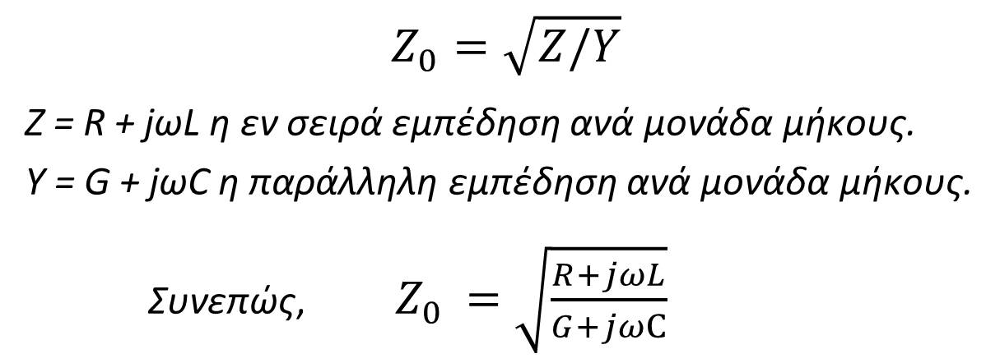 Z₀ = √Z/Y
Z = R + jωL η εν σειρά εμπέδηση ανά μονάδα μήκους.
Y = G + jωC η παράλληλη εμπέδηση ανά μονάδα μήκους.
Συνεπώς, Z₀ = √(R+jωL)/(G+jωC)